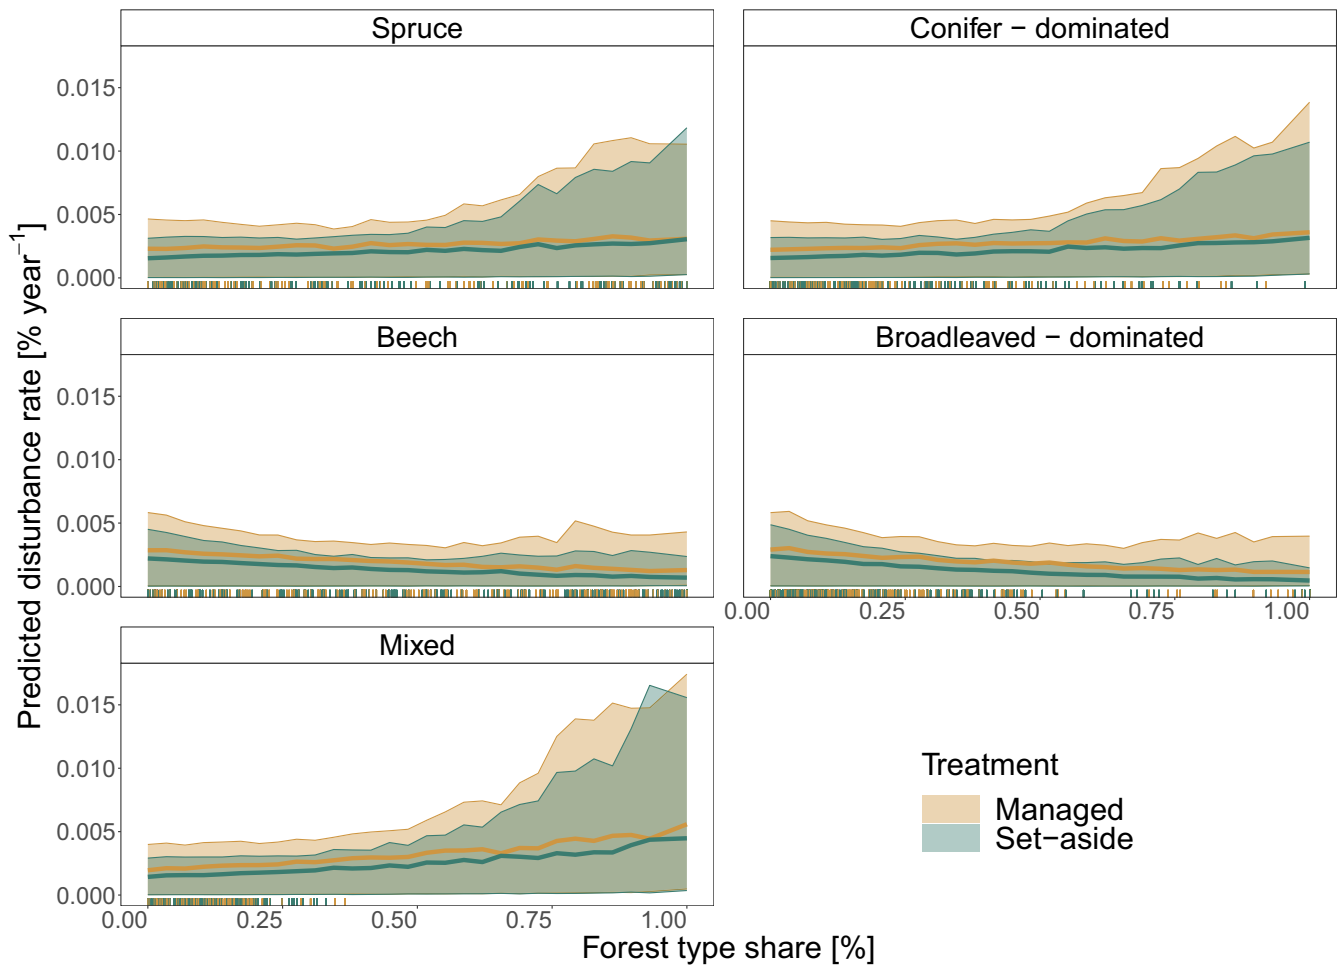 Spruce
Conifer − dominated
0.015
0.010
0.005
0.000
Beech
Broadleaved − dominated
0.015
0.010
0.005
0.000
0.00 0.25 0.50 0.75 1.00
Mixed
0.015
0.010
0.005
0.000
0.00 0.25 0.50 0.75 1.00
Predicted disturbance rate [% year⁻¹]
Forest type share [%]
Treatment
Managed
Set−aside